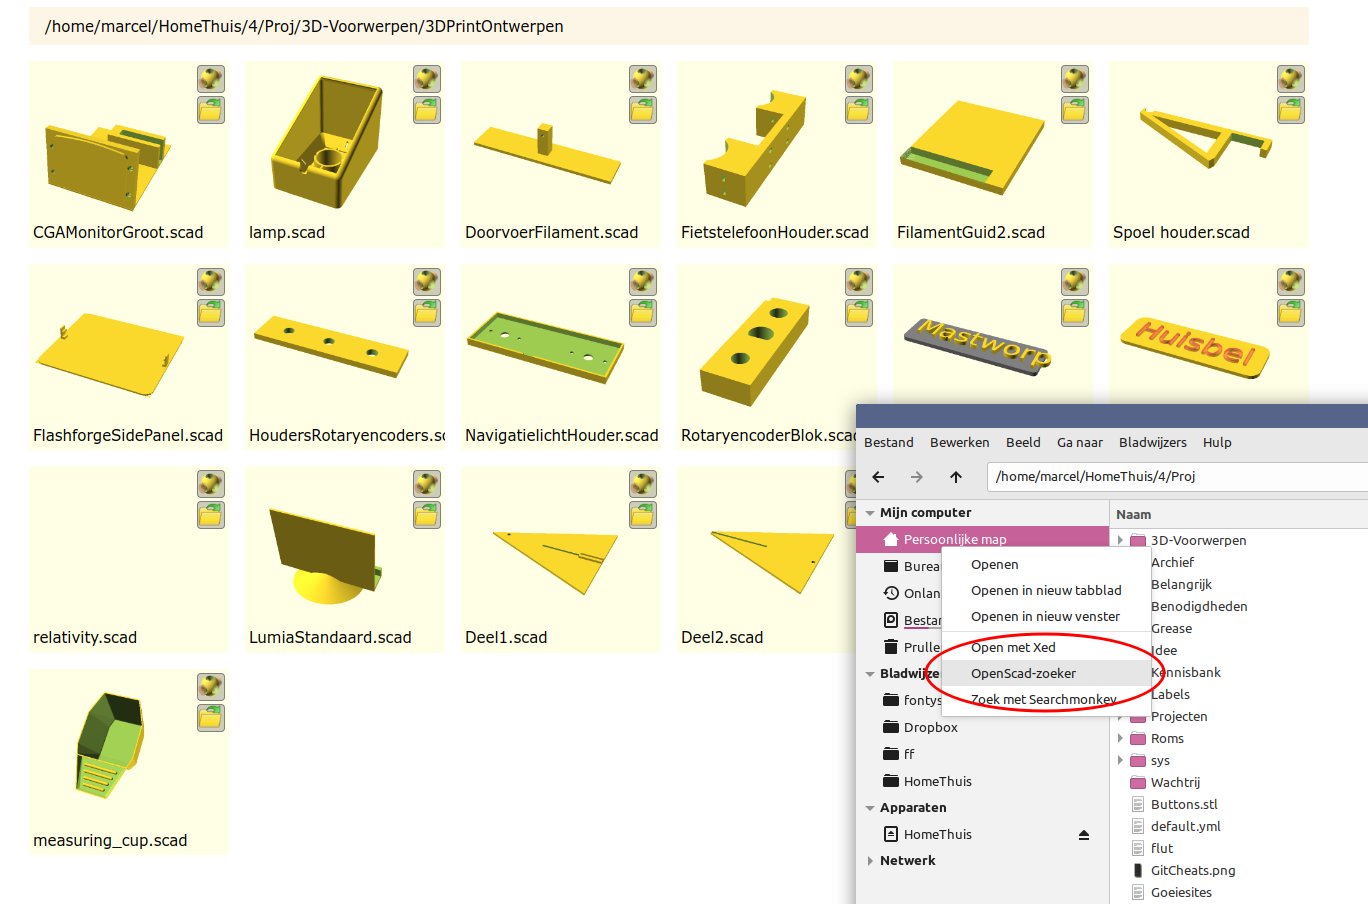 /home/marcel/HomeThuis/4/Proj/3D-Voorwerpen/3DPrintOntwerpen
CGAMonitorGroot.scad
lamp.scad
DoorvoerFilament.scad
FietstelefoonHouder.scad
FilamentGuid2.scad
Spoel houder.scad
Mastworp
Huisbel
FlashforgeSidePanel.scad
HoudersRotaryencoders.sc
NavigatielichtHouder.scad
RotaryencoderBlok.scad
relativity.scad
LumiaStandaard.scad
Deel1.scad
Deel2.scad
measuring_cup.scad
Bestand Bewerken Beeld Ga naar Bladwijzers Hulp
/home/marcel/HomeThuis/4/Proj
Mijn computer
Persoonlijke map
Burea
Onlan
Bestan
Prulle
Bladwijze
fontys
Dropbox
ff
HomeThuis
Apparaten
HomeThuis
Netwerk
Openen
Openen in nieuw tabblad
Openen in nieuw venster
Open met Xed
OpenScad-zoeker
Zoek met Searchmonkey
Naam
3D-Voorwerpen
Archief
Belangrijk
Benodigdheden
Grease
Idee
Kennisbank
Labels
Projecten
Roms
sys
Wachtrij
Buttons.stl
default.yml
flut
GitCheats.png
Goeiesites